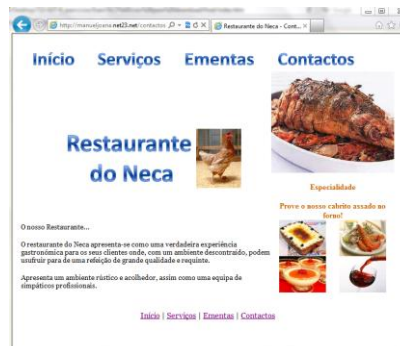 http://manueljoana.net23.net/contactos
Restaurante do Neca - Cont...
Início Serviços Ementas Contactos
Restaurante
do Neca
Especialidade
Prove o nosso cabrito assado no
forno!
O nosso Restaurante...
O restaurante do Neca apresenta-se como uma verdadeira experiência
gastronómica para os seus clientes onde, com um ambiente descontraído, podem
usufruir para de uma refeição de grande qualidade e requinte.
Apresenta um ambiente rústico e acolhedor, assim como uma equipa de
simpáticos profissionais.
Início | Serviços | Ementas | Contactos